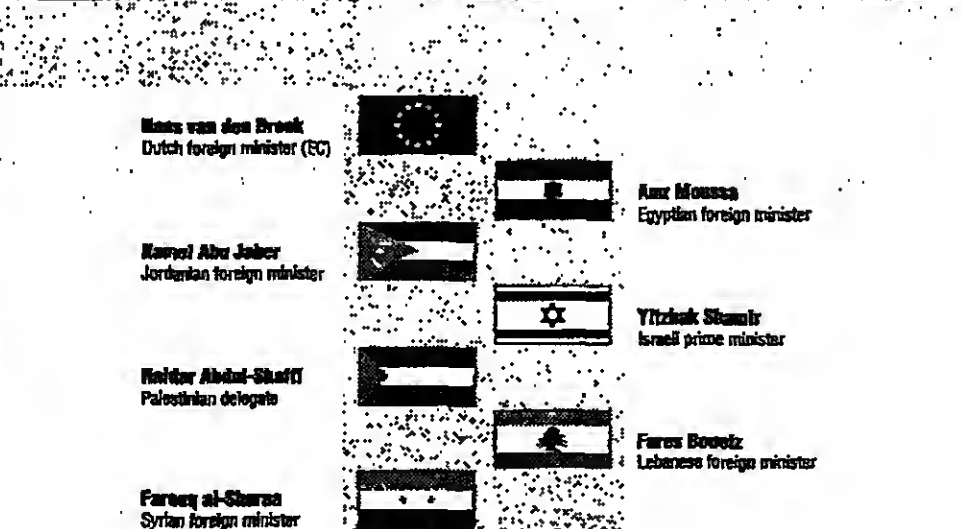 Hans van den Broek
Dutch foreign minister (EC)
Amr Moussa
Egyptian foreign minister
Kamel Abu Jaber
Jordanian foreign minister
Yitzhak Shamir
Israeli prime minister
Haidar Abdul-Shaffi
Palestinian delegate
Fares Boueiz
Lebanese foreign minister
Farouq al-Sharaa
Syrian foreign minister